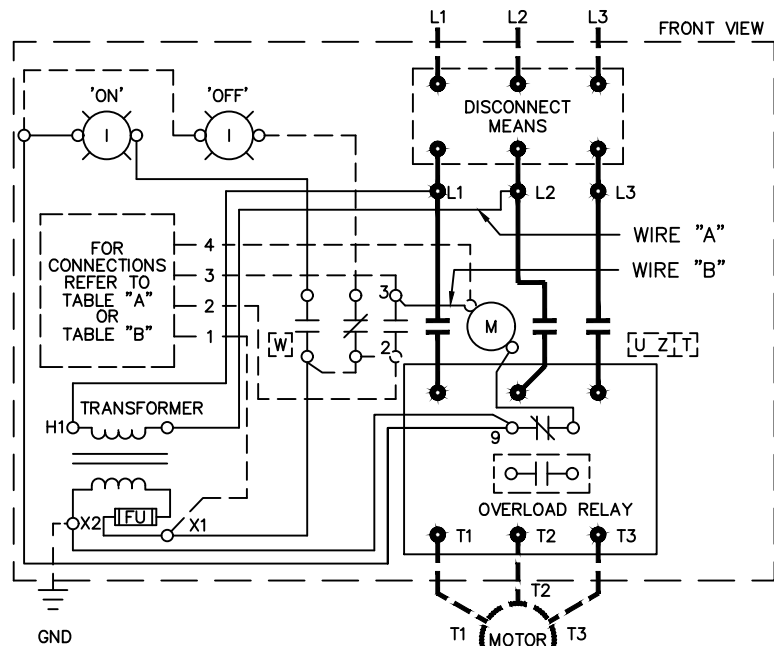 L1 L2 L3
FRONT VIEW
'ON' 'OFF'
DISCONNECT
MEANS
I I
L1 L2 L3
WIRE "A"
WIRE "B"
FOR
CONNECTIONS
REFER TO
TABLE "A"
OR
TABLE "B"
4
3
2
1
3
M
W
2
U Z T
TRANSFORMER
H1
9
FU
X2 X1
OVERLOAD RELAY
T1 T2 T3
T2
GND
T1 MOTOR T3